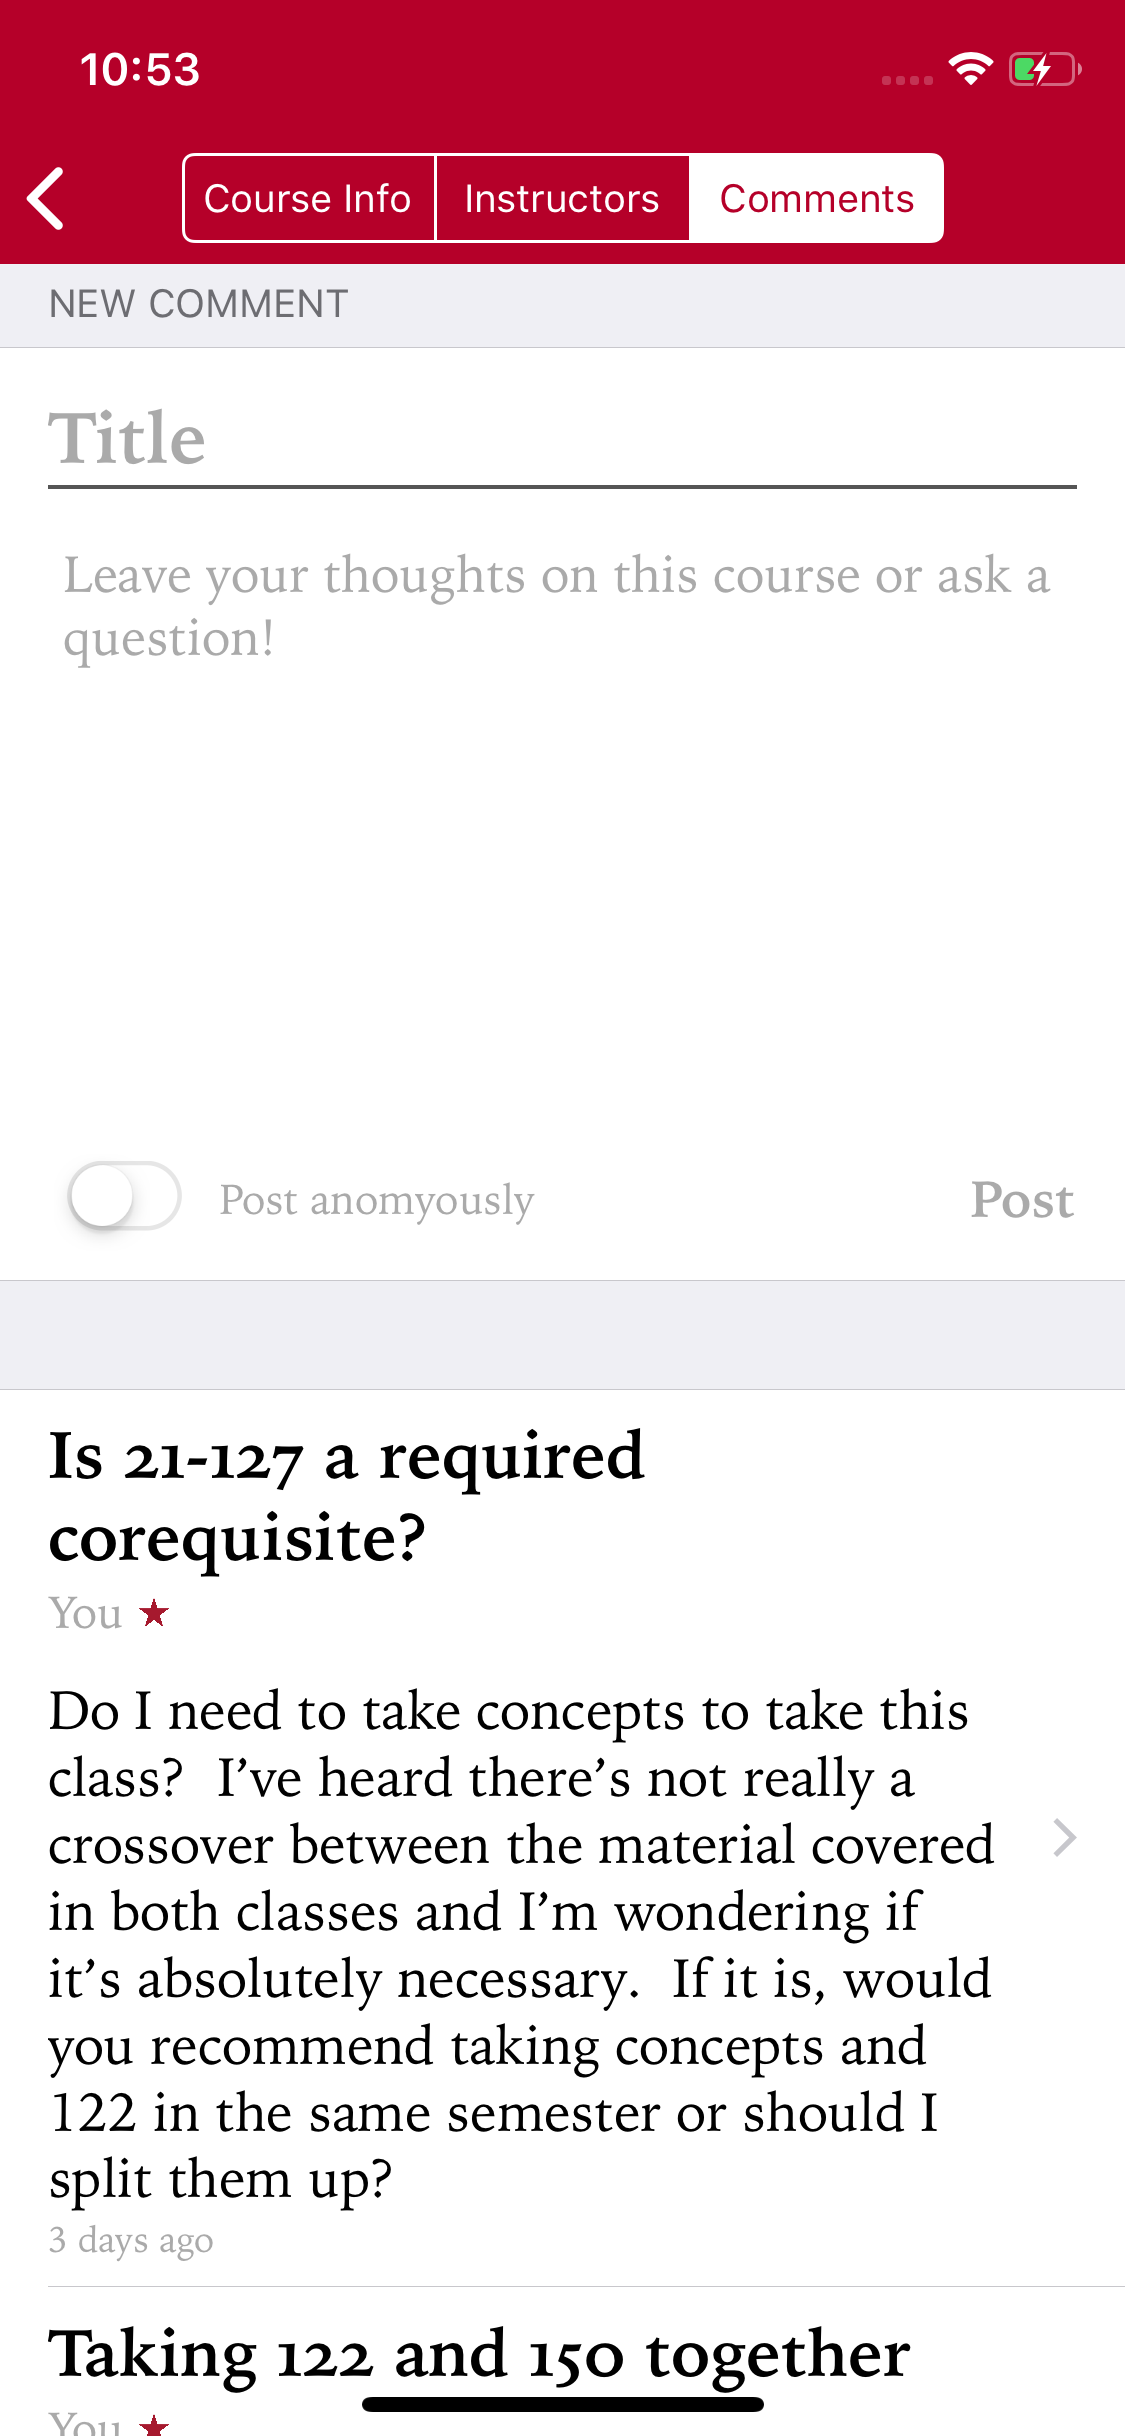 10:53
Course Info Instructors Comments
NEW COMMENT
Title
Leave your thoughts on this course or ask a
question!
Post anomyously Post
Is 21-127 a required
corequisite?
You
Do I need to take concepts to take this
class?  I’ve heard there’s not really a
crossover between the material covered
in both classes and I’m wondering if
it’s absolutely necessary.  If it is, would
you recommend taking concepts and
122 in the same semester or should I
split them up?
3 days ago
Taking 122 and 150 together
You